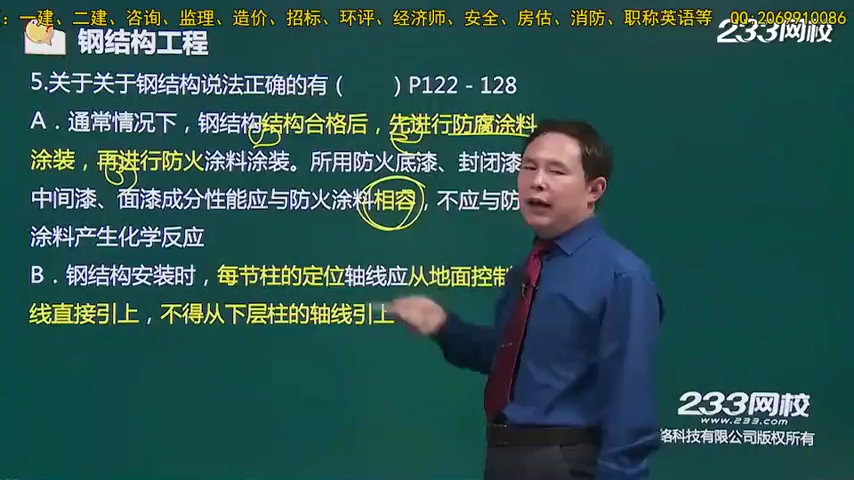 ：一建、二建、咨询、监理、造价、招标、环评、经济师、安全、房估、消防、职称英语等 QQ:2069910086
钢结构工程
233网校
5.关于关于钢结构说法正确的有（ ）P122－128
A．通常情况下，钢结构结构合格后，先进行防腐涂料
涂装，再进行防火涂料涂装。所用防火底漆、封闭漆
中间漆、面漆成分性能应与防火涂料相容，不应与防
涂料产生化学反应
B．钢结构安装时，每节柱的定位轴线应从地面控制
线直接引上，不得从下层柱的轴线引上
233网校
www.233.com
络科技有限公司版权所有